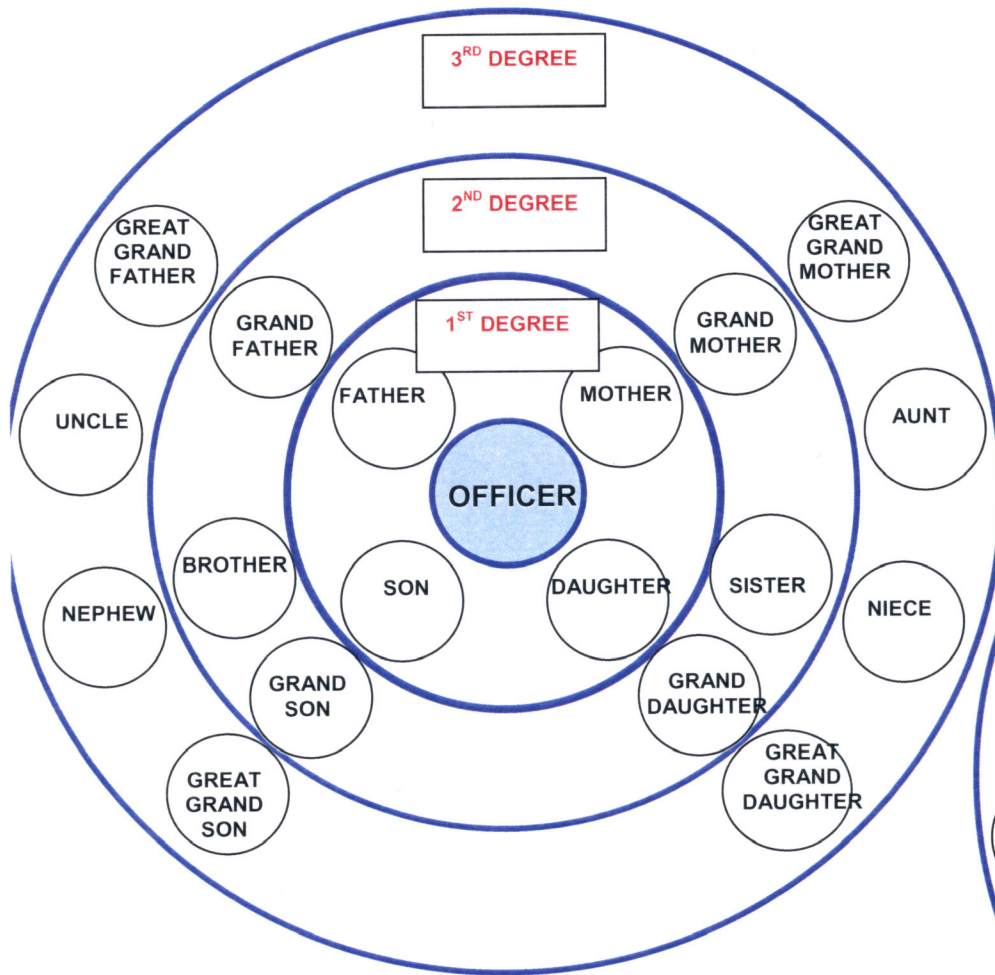 3RD DEGREE
2ND DEGREE
GREAT
GRAND
FATHER
GREAT
GRAND
MOTHER
GRAND
FATHER
1ST DEGREE
GRAND
MOTHER
FATHER
MOTHER
UNCLE
AUNT
OFFICER
BROTHER
SON
DAUGHTER
SISTER
NEPHEW
NIECE
GRAND
SON
GRAND
DAUGHTER
GREAT
GRAND
SON
GREAT
GRAND
DAUGHTER